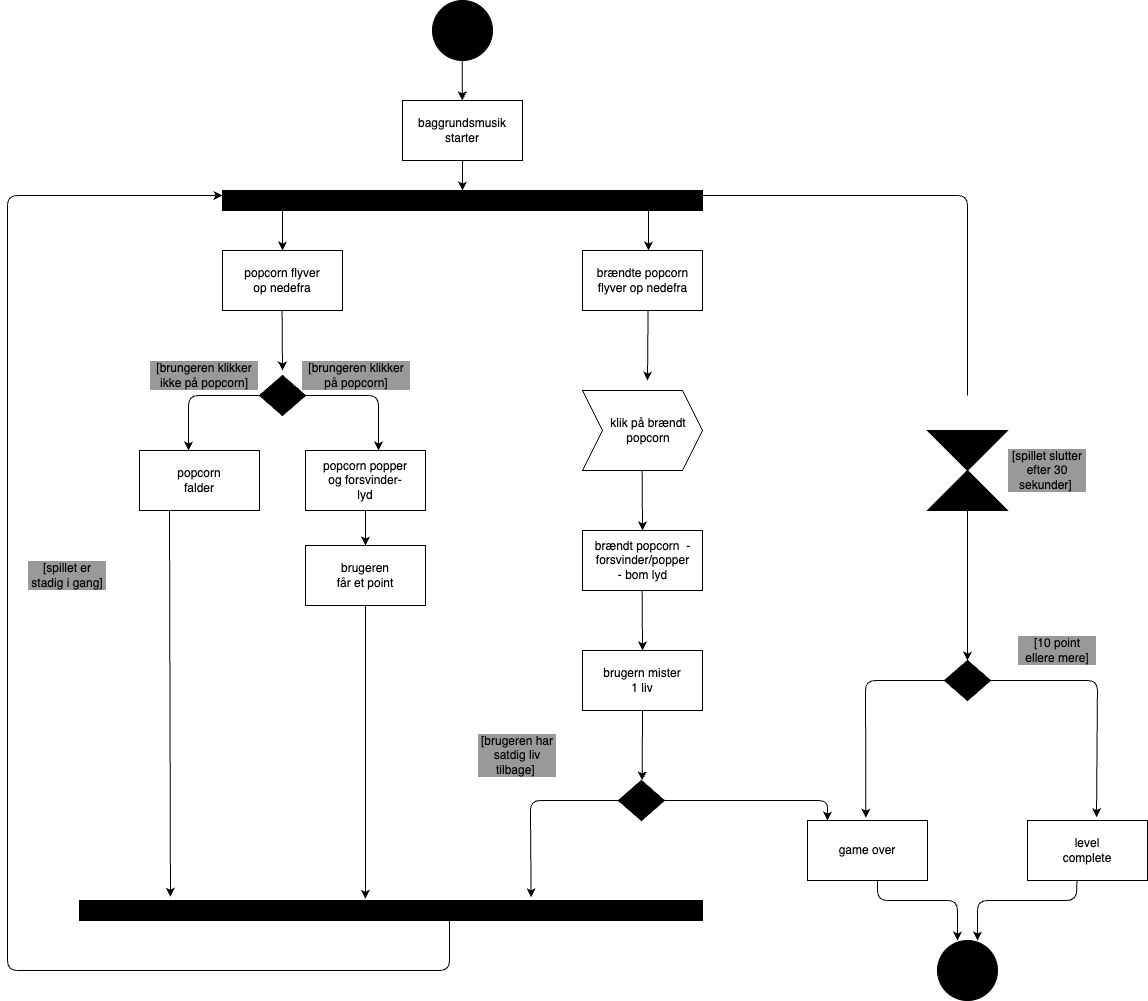 baggrundsmusik
starter
popcorn flyver
op nedefra
brændte popcorn
flyver op nedefra
[brungeren klikker
ikke på popcorn]
[brungeren klikker
på popcorn]
klik på brændt
popcorn
popcorn
falder
popcorn popper
og forsvinder-
lyd
[spillet slutter
efter 30
sekunder]
brændt popcorn -
forsvinder/popper
- bom lyd
[spillet er
stadig i gang]
brugeren
får et point
[10 point
ellere mere]
brugern mister
1 liv
[brugeren har
satdig liv
tilbage]
game over
level
complete